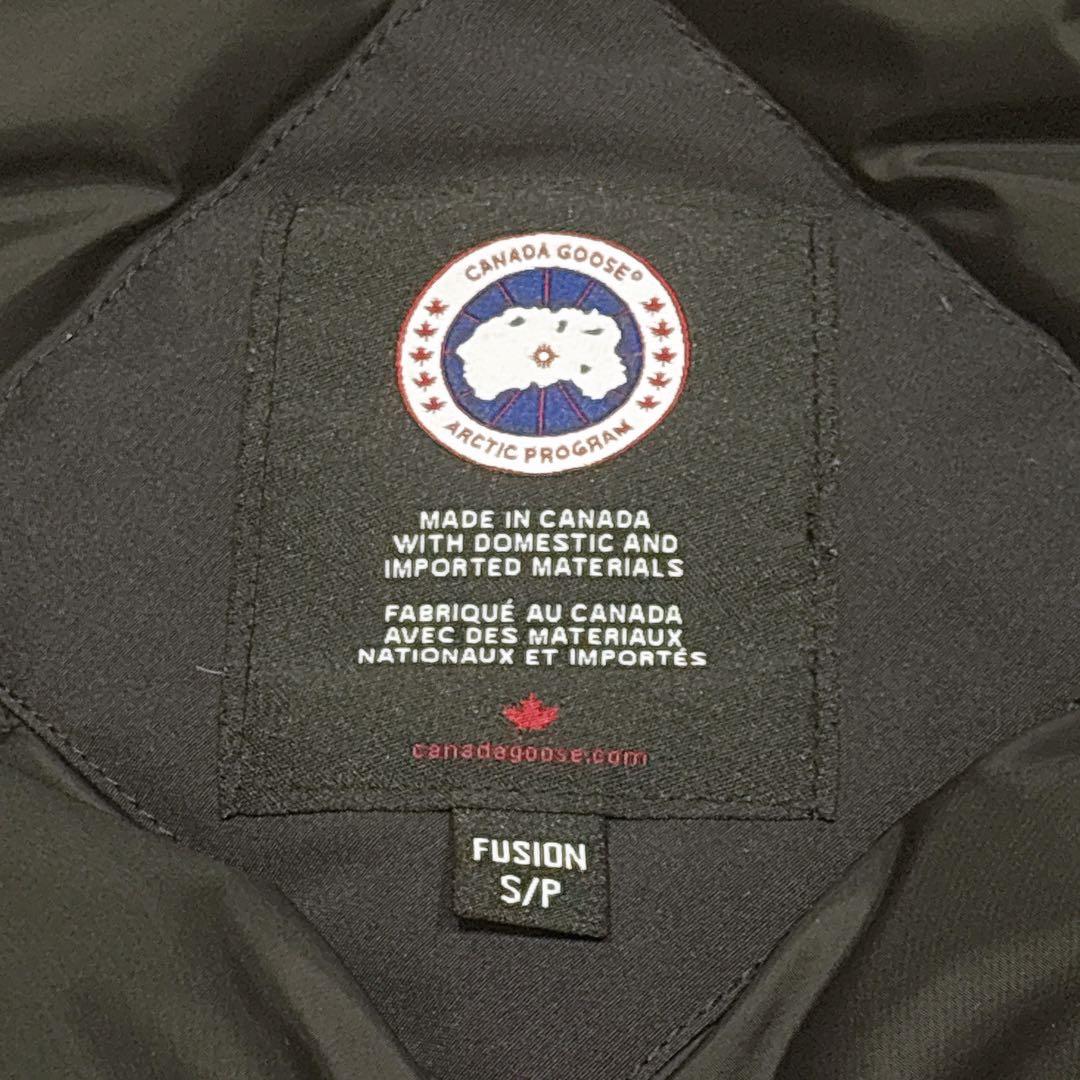 CANADA GOOSE®
ARCTIC PROGRAM
MADE IN CANADA
WITH DOMESTIC AND
IMPORTED MATERIALS
FABRIQUÉ AU CANADA
AVEC DES MATERIAUX
NATIONAUX ET IMPORTÉS
canadagoose.com
FUSION
S/P